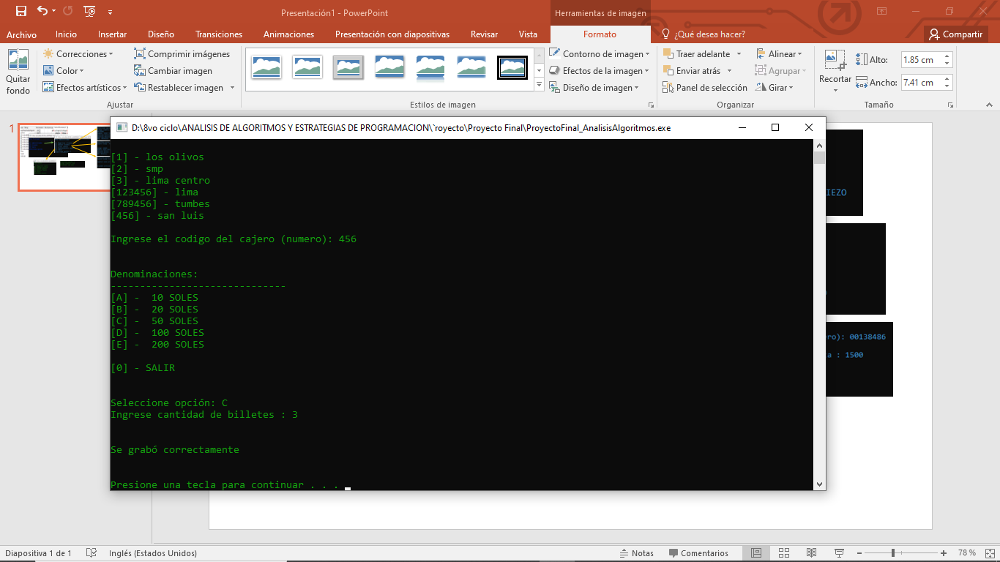 Presentación1 - PowerPoint
Herramientas de imagen
Archivo
Inicio
Insertar
Diseño
Transiciones
Animaciones
Presentación con diapositivas
Revisar
Vista
Formato
¿Qué desea hacer?
Compartir
Quitar fondo
Correcciones
Color
Efectos artísticos
Comprimir imágenes
Cambiar imagen
Restablecer imagen
Ajustar
Estilos de imagen
Contorno de imagen
Efectos de la imagen
Diseño de imagen
Traer adelante
Enviar atrás
Panel de selección
Alinear
Agrupar
Girar
Organizar
Recortar
Alto: 1.85 cm
Ancho: 7.41 cm
Tamaño
1
D:\8vo ciclo\ANALISIS DE ALGORITMOS Y ESTRATEGIAS DE PROGRAMACION\`royecto\Proyecto Final\ProyectoFinal_AnalisisAlgoritmos.exe
[1] - los olivos
[2] - smp
[3] - lima centro
[123456] - lima
[789456] - tumbes
[456] - san luis
Ingrese el codigo del cajero (numero): 456
Denominaciones:
------------------------------
[A] -  10 SOLES
[B] -  20 SOLES
[C] -  50 SOLES
[D] -  100 SOLES
[E] -  200 SOLES
[0] - SALIR
Seleccione opción: C
Ingrese cantidad de billetes : 3
Se grabó correctamente
Presione una tecla para continuar . . .
IEZO
ero): 00138486
ta : 1500
Diapositiva 1 de 1
Inglés (Estados Unidos)
Notas
Comentarios
78 %